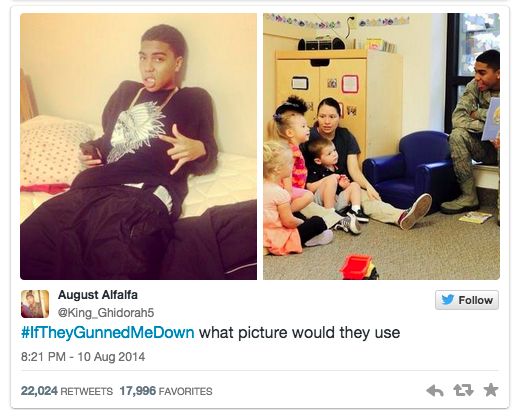 August Alfalfa
@King_Ghidorah5
Follow
#IfTheyGunnedMeDown what picture would they use
8:21 PM - 10 Aug 2014
22,024 RETWEETS 17,996 FAVORITES